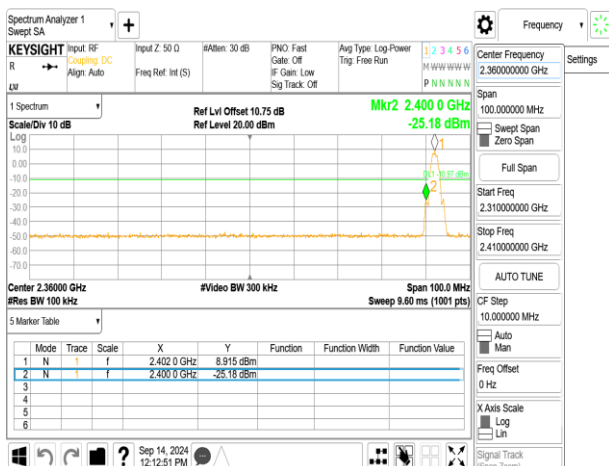 Spectrum Analyzer 1
Swept SA
+
Frequency
KEYSIGHT
Input: RF
Coupling: DC
Align: Auto
Input Z: 50 Ω
Freq Ref: Int (S)
#Atten: 30 dB
PNO: Fast
Gate: Off
IF Gain: Low
Sig Track: Off
Avg Type: Log-Power
Trig: Free Run
1 2 3 4 5 6
M W W W W W
P N N N N N
R
LXI
Settings
Center Frequency
2.360000000 GHz
Span
100.000000 MHz
Swept Span
Zero Span
Full Span
Start Freq
2.310000000 GHz
Stop Freq
2.410000000 GHz
AUTO TUNE
CF Step
10.000000 MHz
Auto
Man
Freq Offset
0 Hz
X Axis Scale
Log
Lin
Signal Track
(Span Zoom)
1 Spectrum
Scale/Div 10 dB
Ref Lvl Offset 10.75 dB
Ref Level 20.00 dBm
Mkr2 2.400 0 GHz
-25.18 dBm
Log
10.0
0.00
-10.0
-20.0
-30.0
-40.0
-50.0
-60.0
-70.0
1
DL1 -10.97 dBm
2
Center 2.36000 GHz
#Res BW 100 kHz
#Video BW 300 kHz
Span 100.0 MHz
Sweep 9.60 ms (1001 pts)
5 Marker Table
Mode Trace Scale X Y Function Function Width Function Value
1 N 1 f 2.402 0 GHz 8.915 dBm
2 N 1 f 2.400 0 GHz -25.18 dBm
3
4
5
6
?
Sep 14, 2024
12:12:51 PM